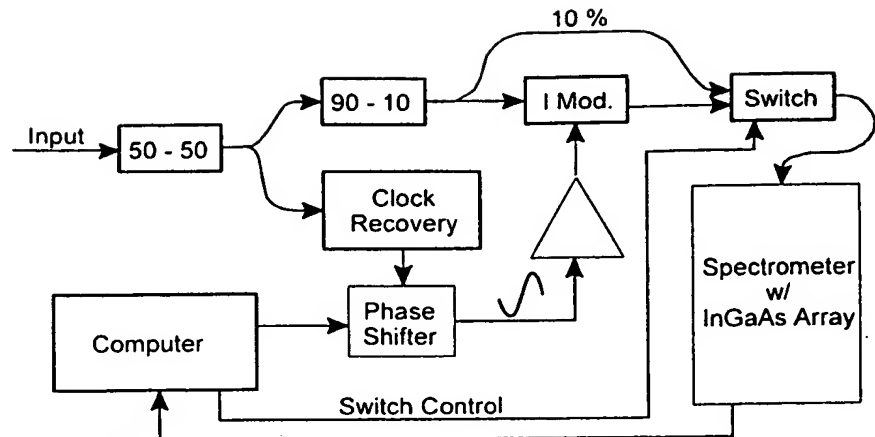 10 %
90 - 10
I Mod.
Switch
Input
50 - 50
Clock
Recovery
Spectrometer
w/
InGaAs Array
Phase
Shifter
Computer
Switch Control